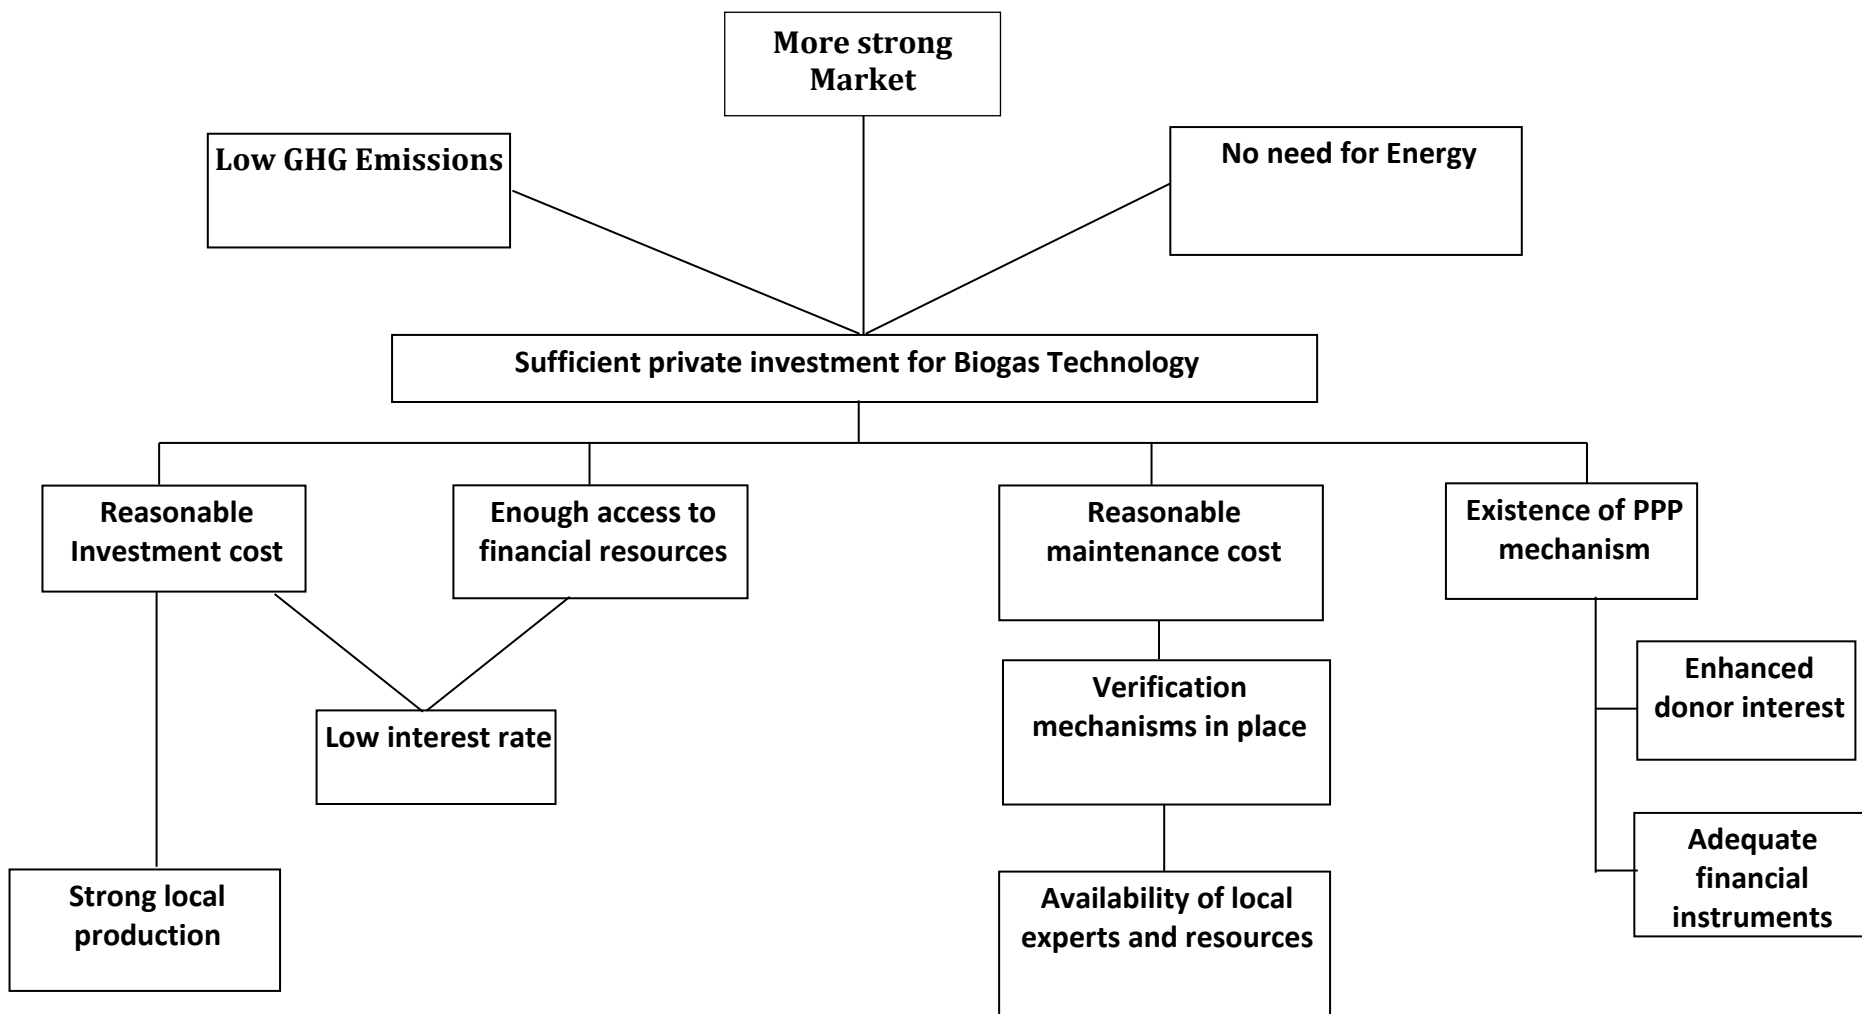 More strong
Market
Low GHG Emissions
No need for Energy
Sufficient private investment for Biogas Technology
Reasonable
Investment cost
Enough access to
financial resources
Reasonable
maintenance cost
Existence of PPP
mechanism
Enhanced
donor interest
Verification
mechanisms in place
Low interest rate
Adequate
financial
instruments
Strong local
production
Availability of local
experts and resources